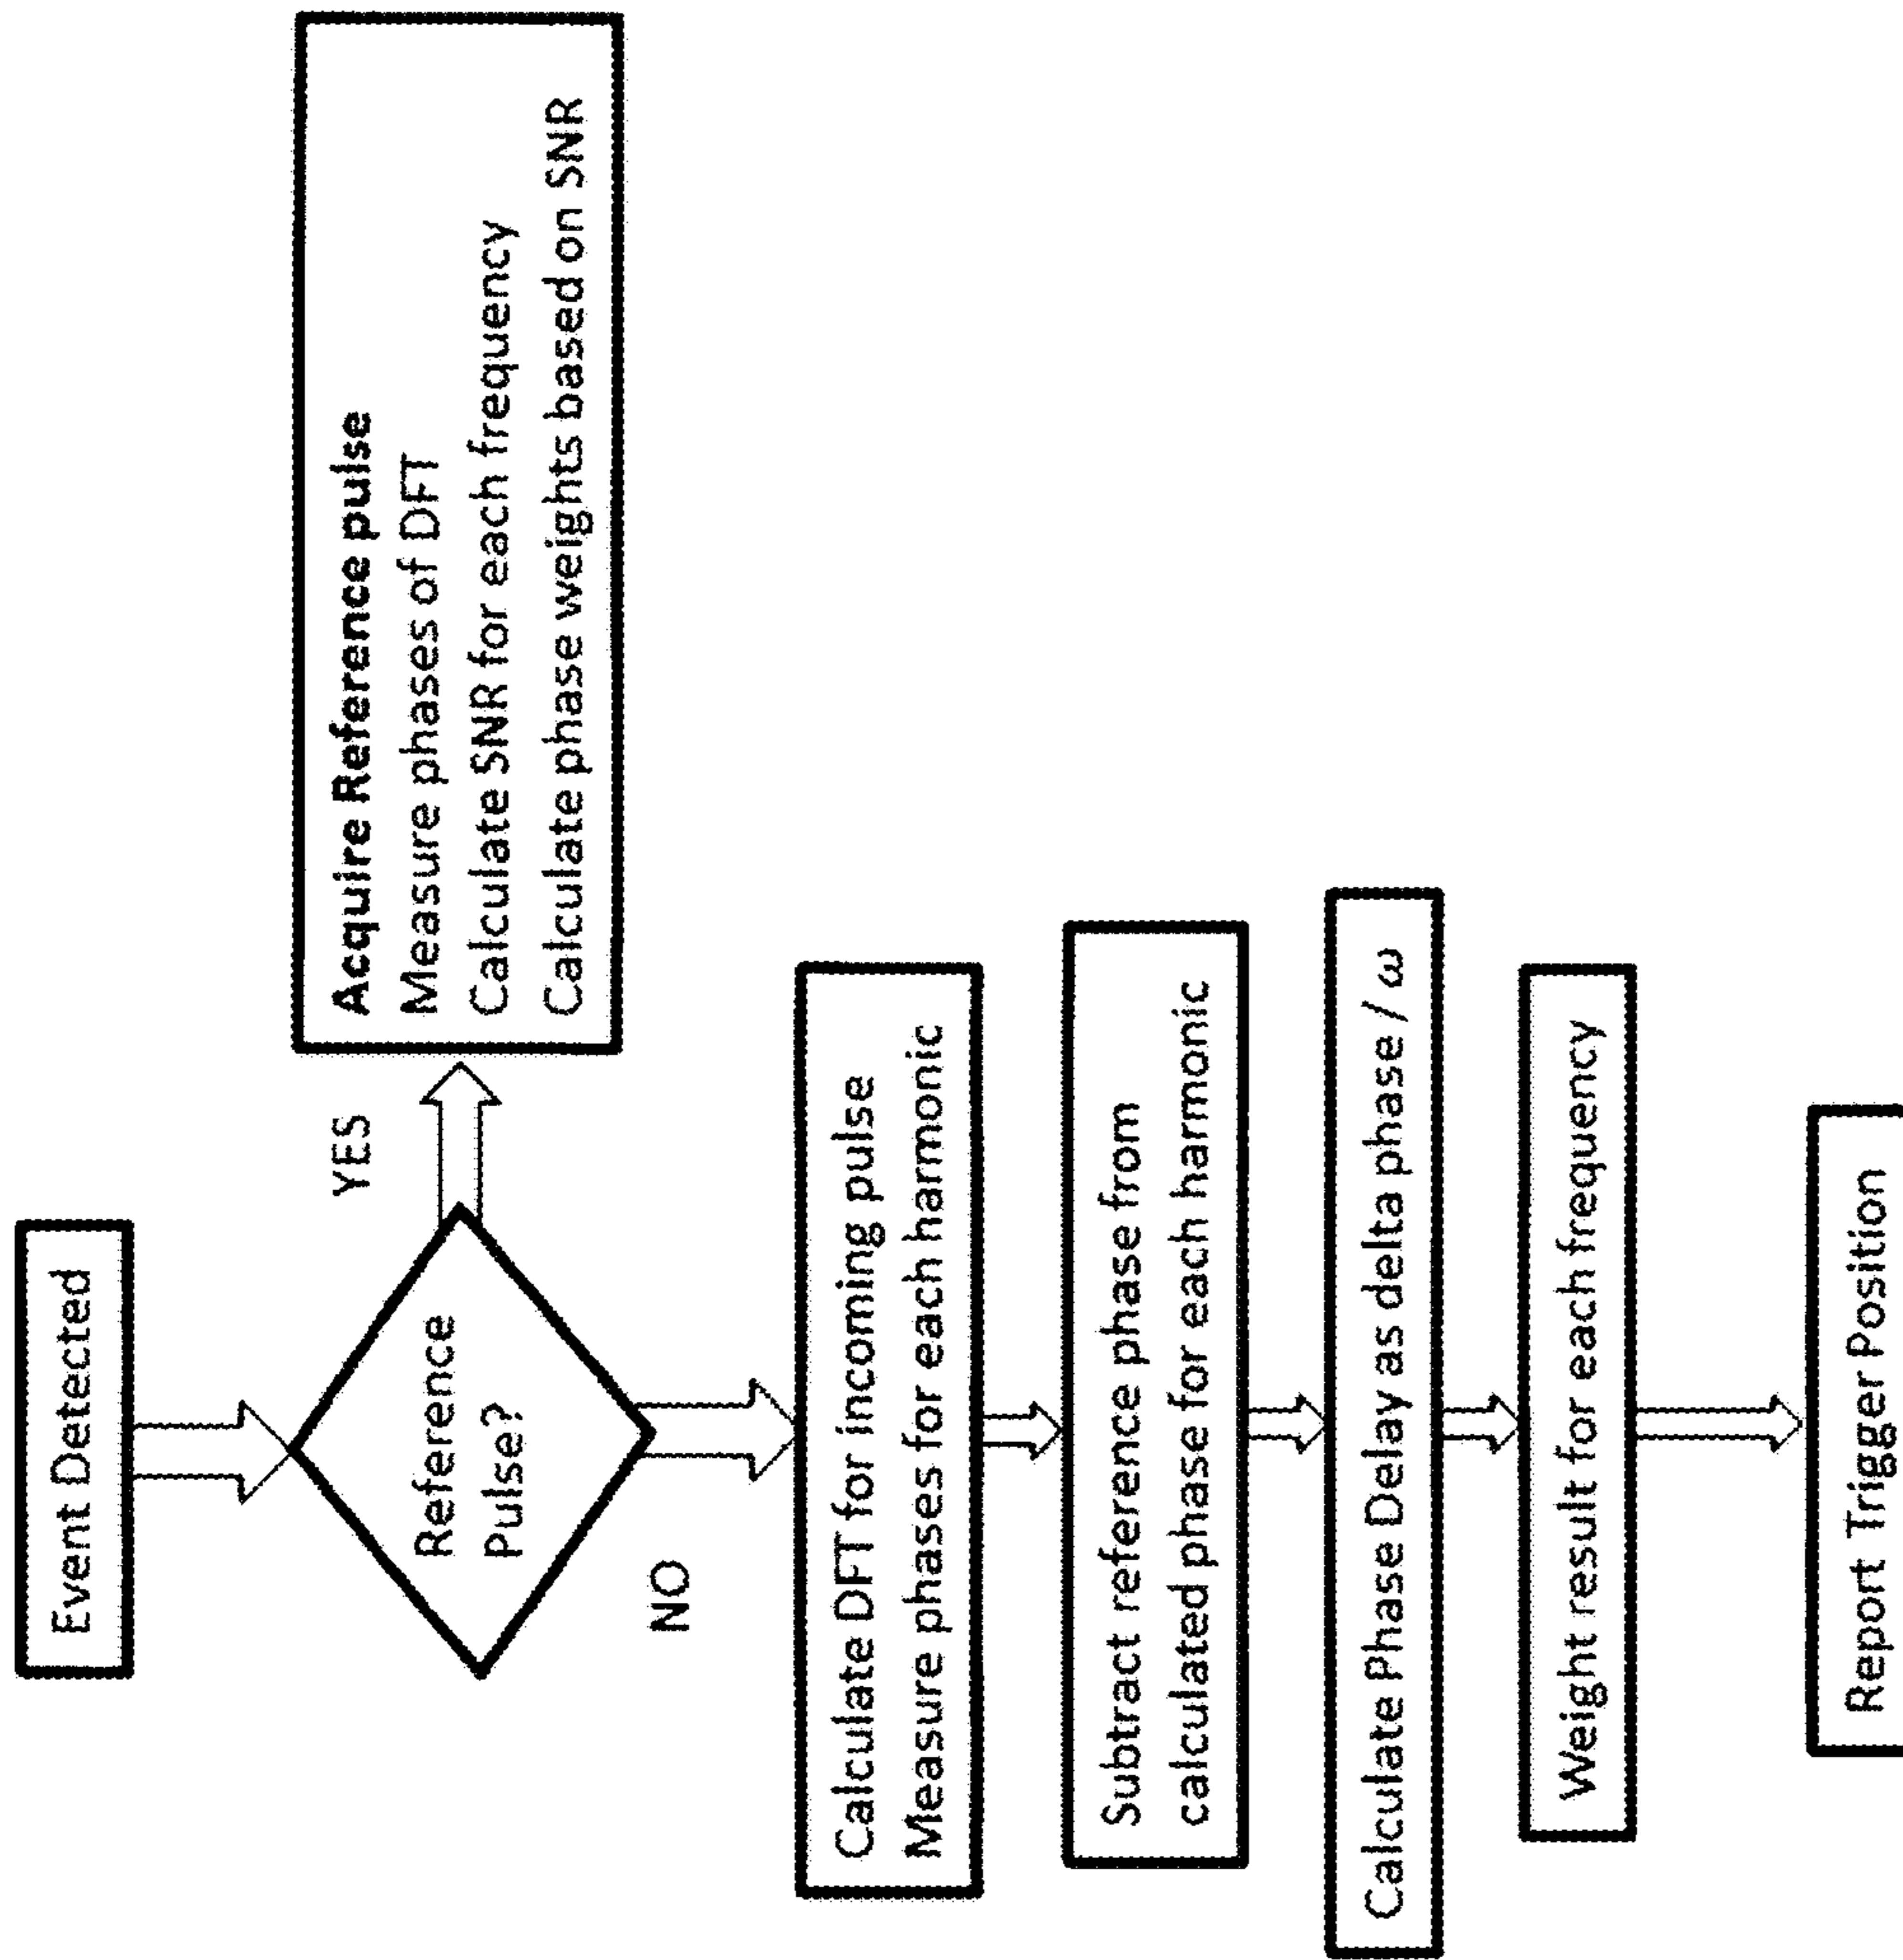 Event Detected
Reference
Pulse?
YES
Acquire Reference pulse
Measure phases of DFT
Calculate SNR for each frequency
Calculate phase weights based on SNR
NO
Calculate DFT for incoming pulse
Measure phases for each harmonic
Subtract reference phase from
calculated phase for each harmonic
Calculate Phase Delay as delta phase / ω
Weight result for each frequency
Report Trigger Position